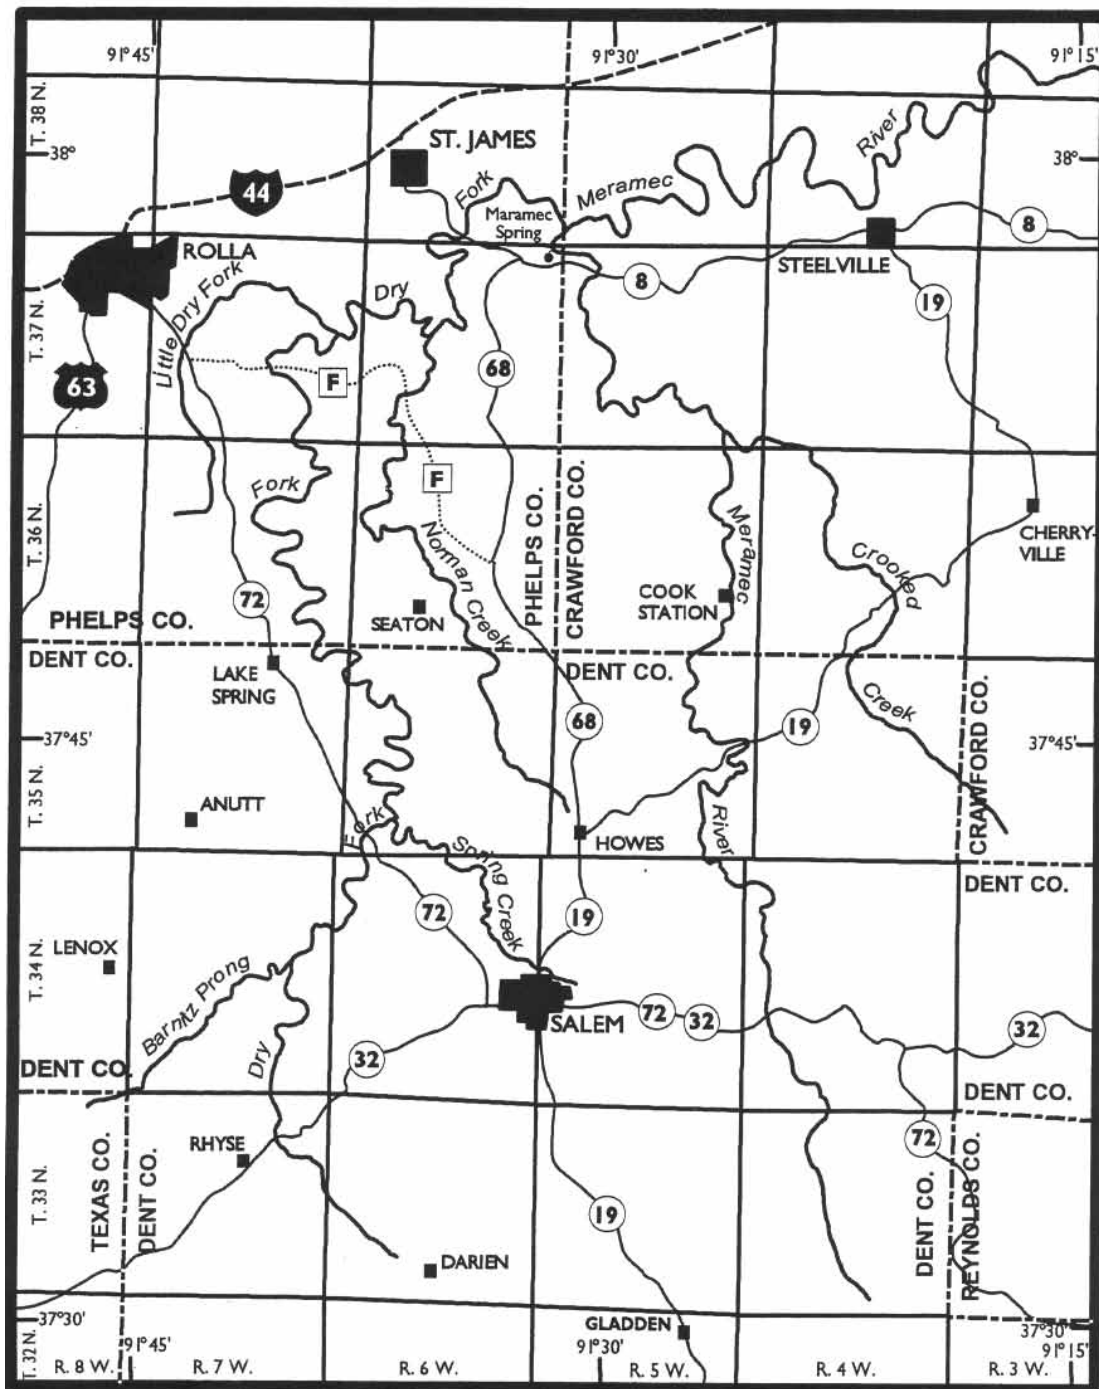 91°45'
91°30'
91°15'
T. 38 N.
ST. JAMES
River
38°
38°
Fork
Meramec
44
Maramec
Spring
8
ROLLA
STEELVILLE
Little Dry Fork
Dry
8
19
T. 37 N.
68
63
F
F
Fork
T. 36 N.
Norman Creek
PHELPS CO.
CRAWFORD CO.
Meramec
CHERRY-
VILLE
Crooked
72
COOK
STATION
PHELPS CO.
SEATON
DENT CO.
DENT CO.
LAKE
SPRING
Creek
CRAWFORD CO.
68
19
37°45'
37°45'
T. 35 N.
ANUTT
Fork
Spring Creek
HOWES
River
DENT CO.
72
19
LENOX
T. 34 N.
Barnitz Prong
SALEM
72
32
32
Dry
32
DENT CO.
DENT CO.
RHYSE
72
T. 33 N.
TEXAS CO.
DENT CO.
19
DENT CO.
REYNOLDS CO.
DARIEN
37°30'
GLADDEN
37°30'
T. 32 N.
91°45'
91°30'
91°15'
R. 8 W.
R. 7 W.
R. 6 W.
R. 5 W.
R. 4 W.
R. 3 W.